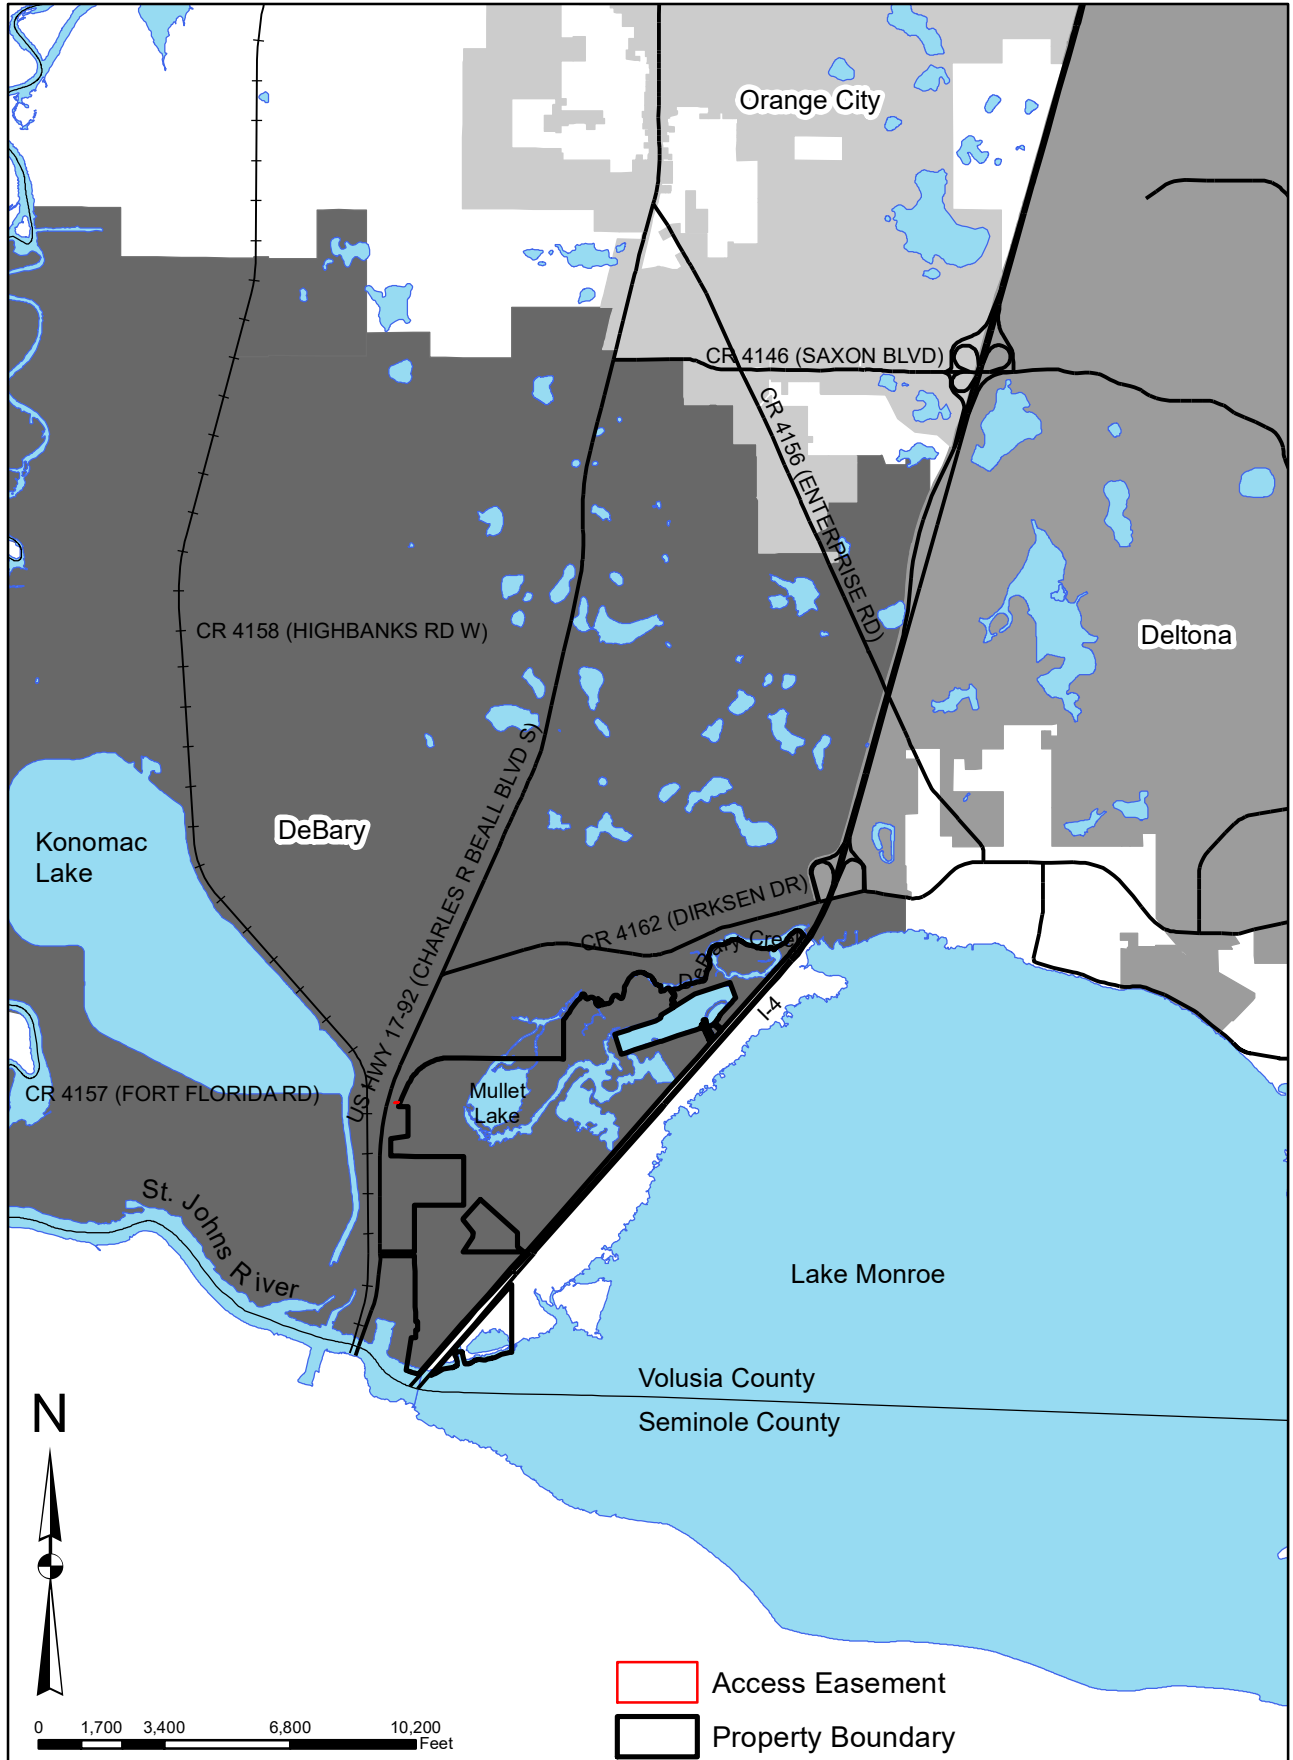 Orange City
CR 4146 (SAXON BLVD)
CR 4156 (ENTERPRISE RD)
CR 4158 (HIGHBANKS RD W)
Deltona
US HWY 17-92 (CHARLES R BEALL BLVD S)
DeBary
Konomac
Lake
CR 4162 (DIRKSEN DR)
DeBary Creek
I-4
Mullet
Lake
CR 4157 (FORT FLORIDA RD)
St. Johns River
Lake Monroe
Volusia County
Seminole County
N
Access Easement
Property Boundary
0 1,700 3,400 6,800 10,200
Feet